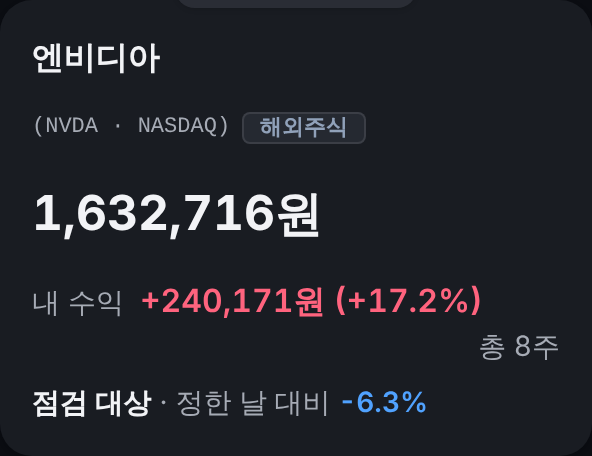 엔비디아
(NVDA · NASDAQ) 해외주식
1,632,716원
내 수익 +240,171원 (+17.2%)
총 8주
점검 대상 · 정한 날 대비 -6.3%